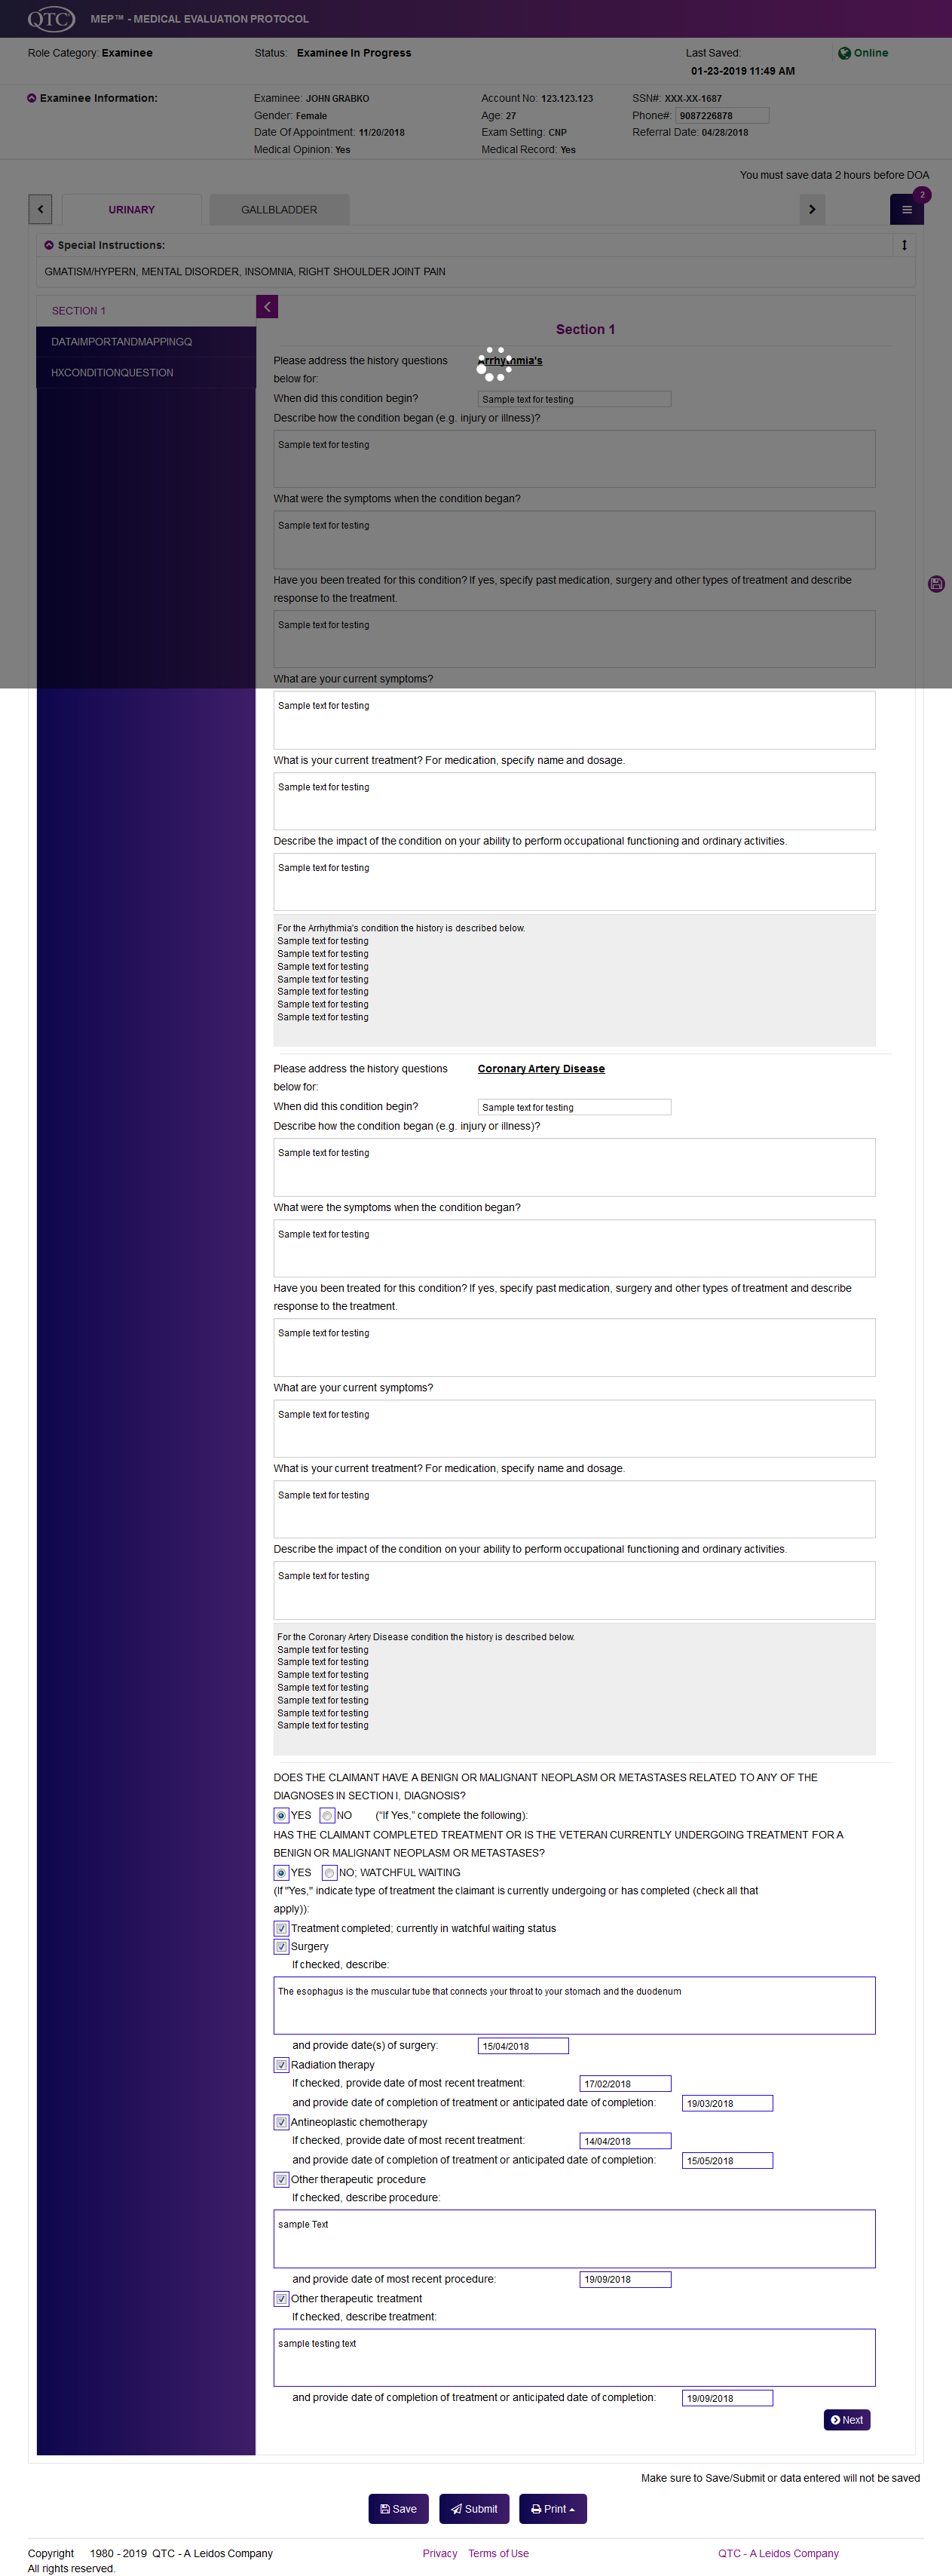 QTC MEP™ - MEDICAL EVALUATION PROTOCOL
Role Category: Examinee Status: Examinee In Progress Last Saved: Online
01-23-2019 11:49 AM
Examinee Information: Examinee: JOHN GRABKO Account No: 123.123.123 SSN#: XXX-XX-1687
Gender: Female Age: 27 Phone#: 9087226878
Date Of Appointment: 11/20/2018 Exam Setting: CNP Referral Date: 04/28/2018
Medical Opinion: Yes Medical Record: Yes
You must save data 2 hours before DOA
2
URINARY GALLBLADDER
Special Instructions:
GMATISM/HYPERN, MENTAL DISORDER, INSOMNIA, RIGHT SHOULDER JOINT PAIN
SECTION 1
DATAIMPORTANDMAPPINGQ
HXCONDITIONQUESTION
Section 1
Please address the history questions Arrhythmia's
below for:
When did this condition begin? Sample text for testing
Describe how the condition began (e.g. injury or illness)?
Sample text for testing
What were the symptoms when the condition began?
Sample text for testing
Have you been treated for this condition? If yes, specify past medication, surgery and other types of treatment and describe
response to the treatment.
Sample text for testing
What are your current symptoms?
Sample text for testing
What is your current treatment? For medication, specify name and dosage.
Sample text for testing
Describe the impact of the condition on your ability to perform occupational functioning and ordinary activities.
Sample text for testing
For the Arrhythmia's condition the history is described below.
Sample text for testing
Sample text for testing
Sample text for testing
Sample text for testing
Sample text for testing
Sample text for testing
Sample text for testing
Please address the history questions Coronary Artery Disease
below for:
When did this condition begin? Sample text for testing
Describe how the condition began (e.g. injury or illness)?
Sample text for testing
What were the symptoms when the condition began?
Sample text for testing
Have you been treated for this condition? If yes, specify past medication, surgery and other types of treatment and describe
response to the treatment.
Sample text for testing
What are your current symptoms?
Sample text for testing
What is your current treatment? For medication, specify name and dosage.
Sample text for testing
Describe the impact of the condition on your ability to perform occupational functioning and ordinary activities.
Sample text for testing
For the Coronary Artery Disease condition the history is described below.
Sample text for testing
Sample text for testing
Sample text for testing
Sample text for testing
Sample text for testing
Sample text for testing
Sample text for testing
DOES THE CLAIMANT HAVE A BENIGN OR MALIGNANT NEOPLASM OR METASTASES RELATED TO ANY OF THE
DIAGNOSES IN SECTION I, DIAGNOSIS?
YES NO ("If Yes," complete the following):
HAS THE CLAIMANT COMPLETED TREATMENT OR IS THE VETERAN CURRENTLY UNDERGOING TREATMENT FOR A
BENIGN OR MALIGNANT NEOPLASM OR METASTASES?
YES NO; WATCHFUL WAITING
(If "Yes," indicate type of treatment the claimant is currently undergoing or has completed (check all that
apply)):
Treatment completed; currently in watchful waiting status
Surgery
If checked, describe:
The esophagus is the muscular tube that connects your throat to your stomach and the duodenum
and provide date(s) of surgery: 15/04/2018
Radiation therapy
If checked, provide date of most recent treatment: 17/02/2018
and provide date of completion of treatment or anticipated date of completion: 19/03/2018
Antineoplastic chemotherapy
If checked, provide date of most recent treatment: 14/04/2018
and provide date of completion of treatment or anticipated date of completion: 15/05/2018
Other therapeutic procedure
If checked, describe procedure:
sample Text
and provide date of most recent procedure: 19/09/2018
Other therapeutic treatment
If checked, describe treatment:
sample testing text
and provide date of completion of treatment or anticipated date of completion: 19/09/2018
Next
Make sure to Save/Submit or data entered will not be saved
Save Submit Print
Copyright 1980 - 2019 QTC - A Leidos Company Privacy Terms of Use QTC - A Leidos Company
All rights reserved.